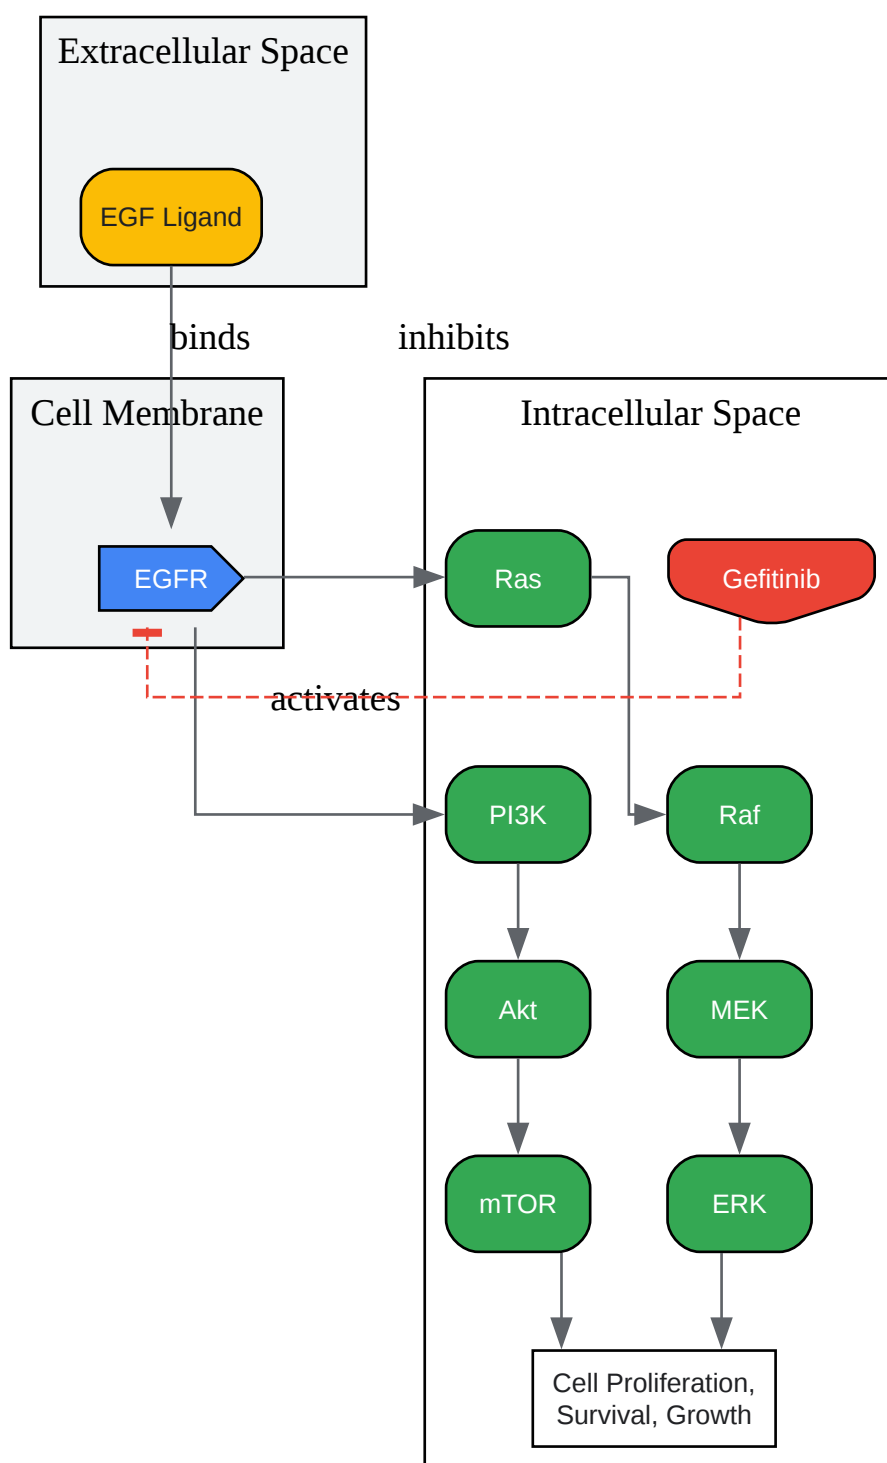 Extracellular Space
EGF Ligand
binds
inhibits
Cell Membrane
Intracellular Space
EGFR
Ras
Gefitinib
activates
PI3K
Raf
Akt
MEK
mTOR
ERK
Cell Proliferation,
Survival, Growth